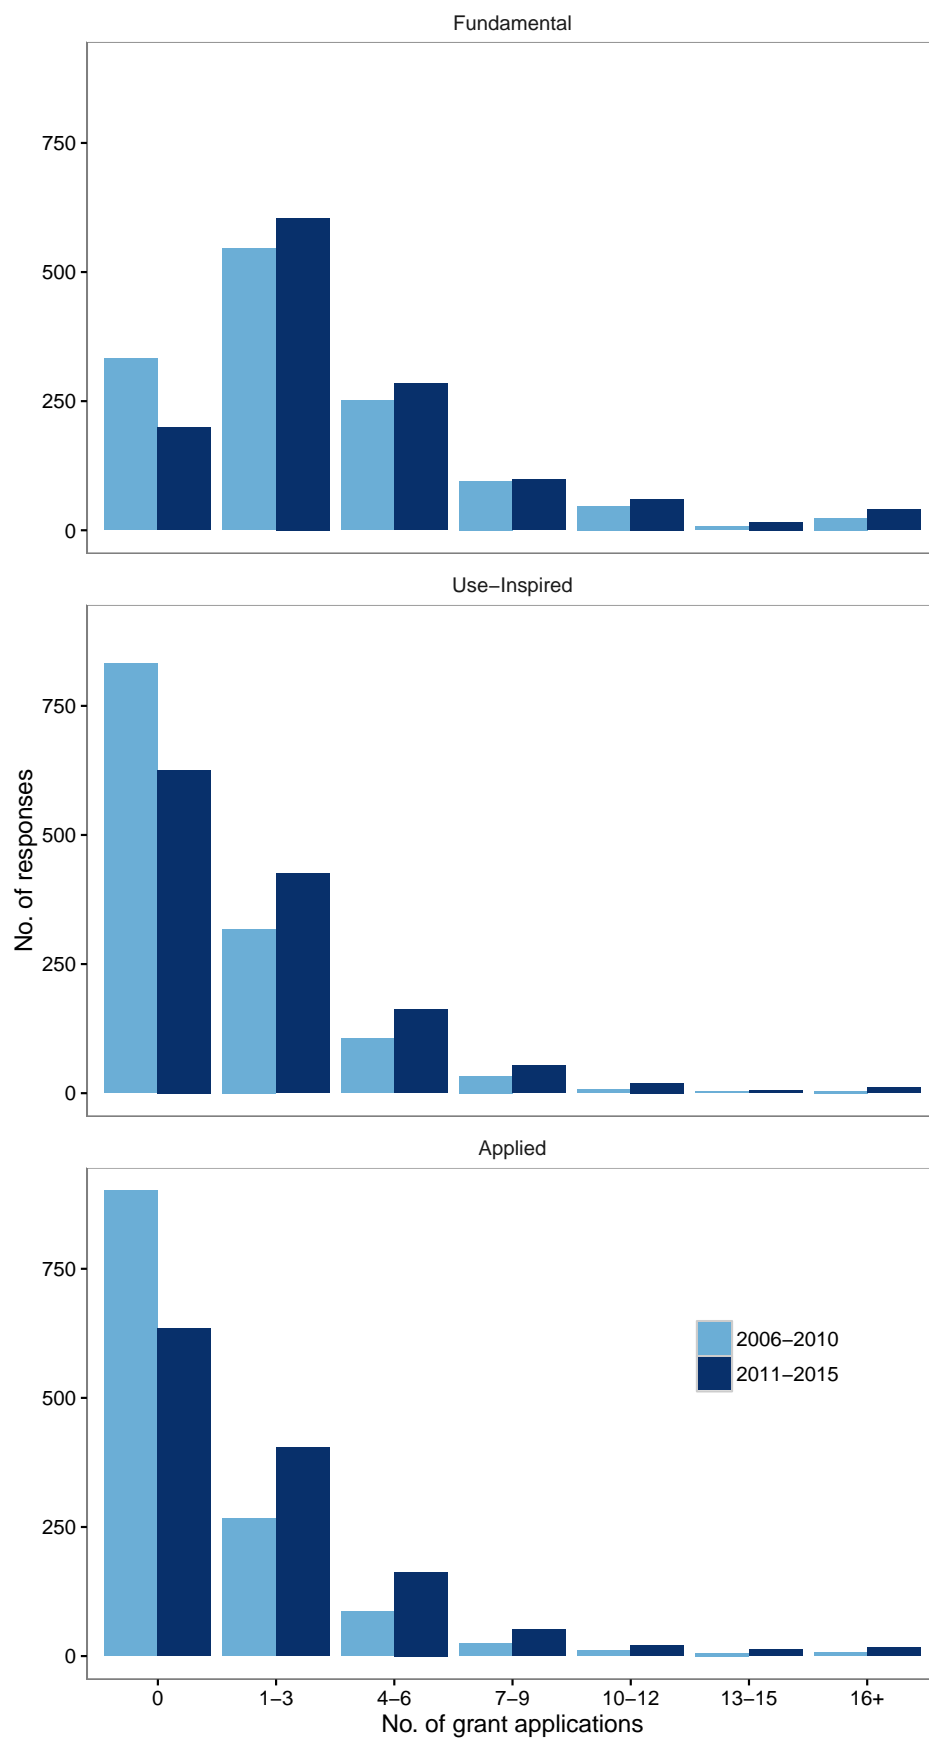 Fundamental
750
500
250
0
Use−Inspired
750
500
250
0
No. of responses
Applied
750
500
250
0
2006−2010
2011−2015
0 1−3 4−6 7−9 10−12 13−15 16+
No. of grant applications